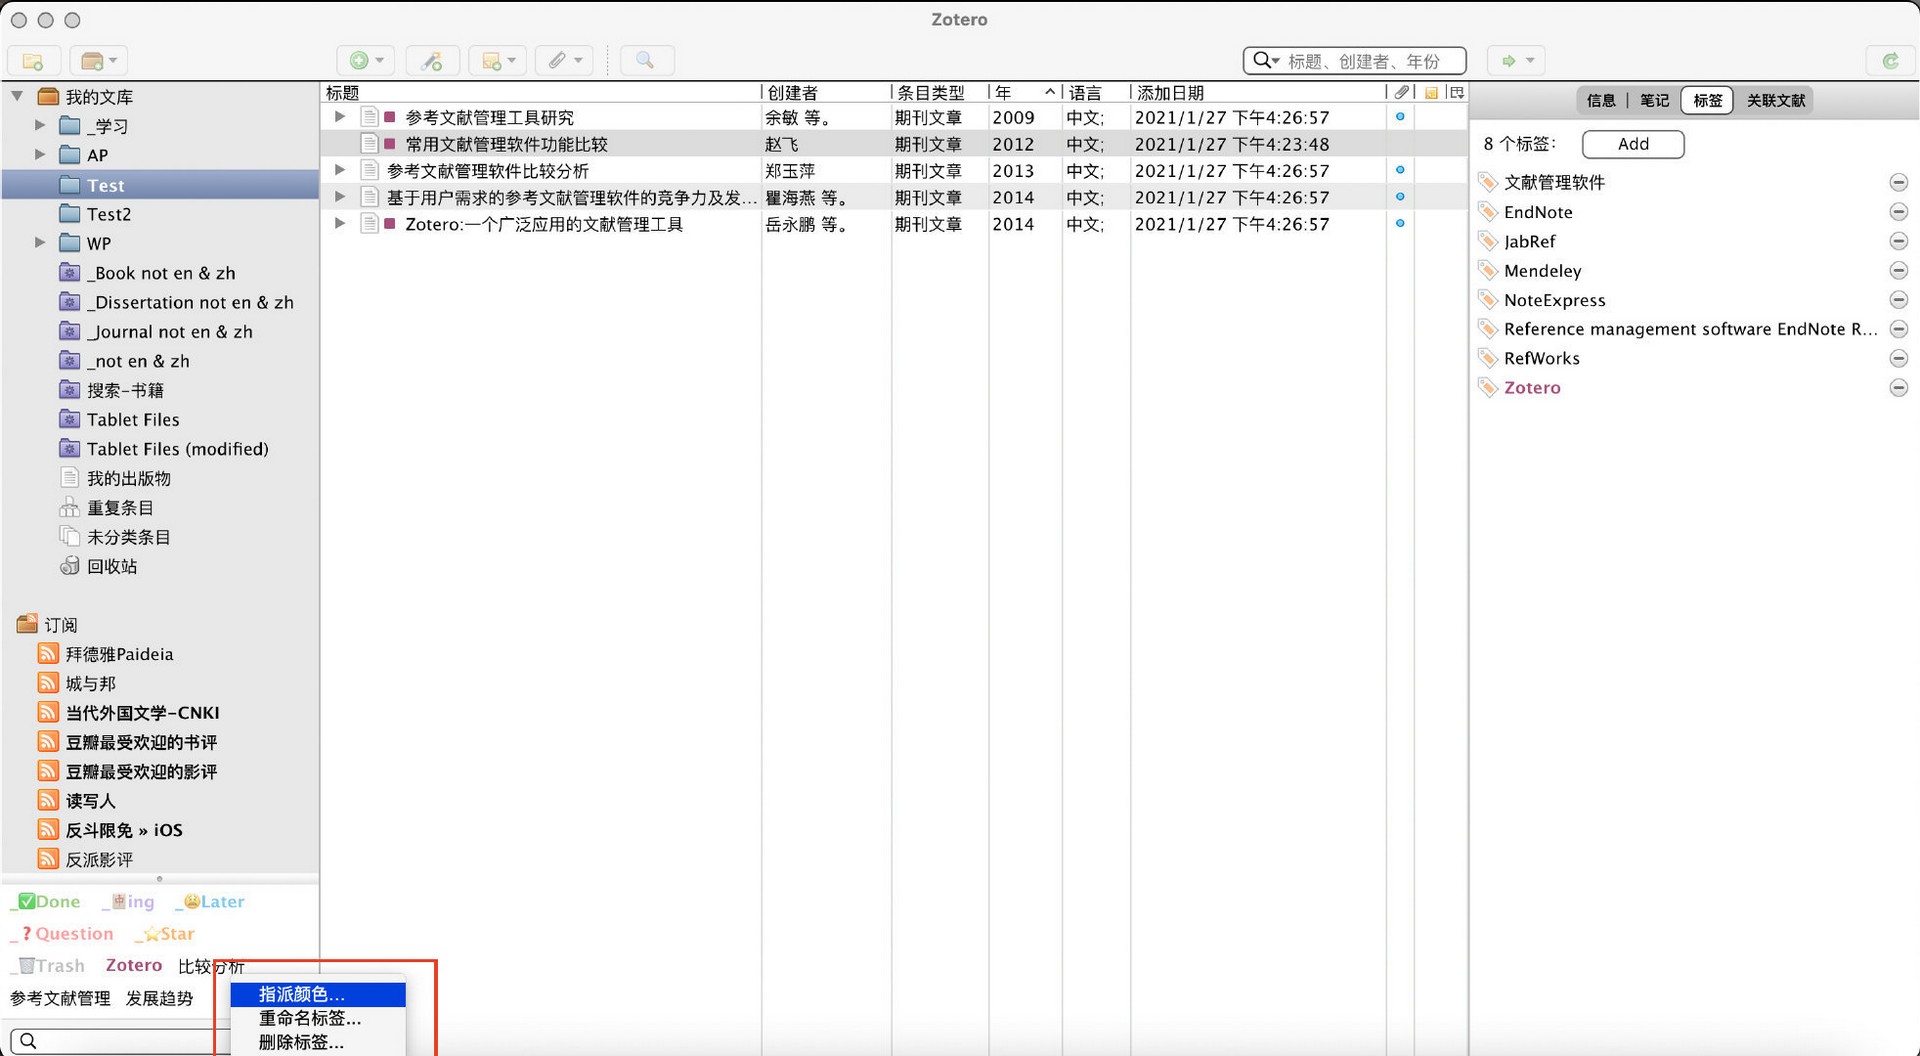 Zotero
标题、创建者、年份
我的文库
_学习
AP
Test
Test2
WP
_Book not en & zh
_Dissertation not en & zh
_Journal not en & zh
_not en & zh
搜索-书籍
Tablet Files
Tablet Files (modified)
我的出版物
重复条目
未分类条目
回收站
订阅
拜德雅Paideia
城与邦
当代外国文学-CNKI
豆瓣最受欢迎的书评
豆瓣最受欢迎的影评
读写人
反斗限免 » iOS
反派影评
_✅Done _🀄ing _😫Later
_❓Question _⭐Star
_🗑Trash Zotero 比较分析
参考文献管理 发展趋势
指派颜色...
重命名标签...
删除标签...
标题 创建者 条目类型 年 语言 添加日期
参考文献管理工具研究 余敏 等。 期刊文章 2009 中文; 2021/1/27 下午4:26:57
常用文献管理软件功能比较 赵飞 期刊文章 2012 中文; 2021/1/27 下午4:23:48
参考文献管理软件比较分析 郑玉萍 期刊文章 2013 中文; 2021/1/27 下午4:26:57
基于用户需求的参考文献管理软件的竞争力及发... 瞿海燕 等。 期刊文章 2014 中文; 2021/1/27 下午4:26:57
Zotero:一个广泛应用的文献管理工具 岳永鹏 等。 期刊文章 2014 中文; 2021/1/27 下午4:26:57
信息 笔记 标签 关联文献
8 个标签: Add
文献管理软件
EndNote
JabRef
Mendeley
NoteExpress
Reference management software EndNote R...
RefWorks
Zotero